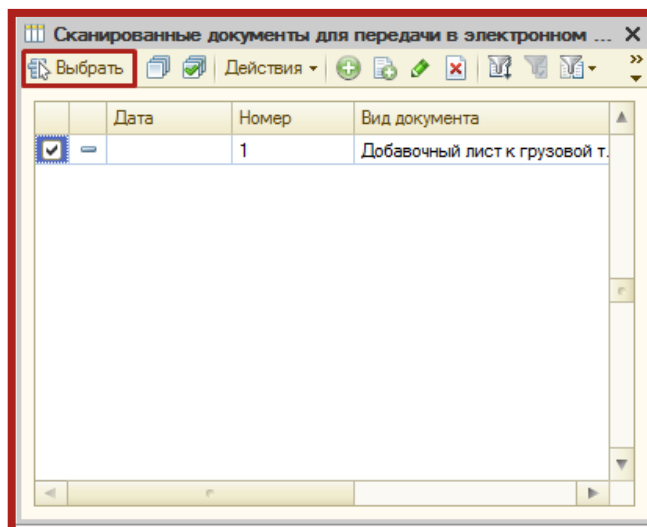 Сканированные документы для передачи в электронном ...
Выбрать Действия
Дата Номер Вид документа
1 Добавочный лист к грузовой т.